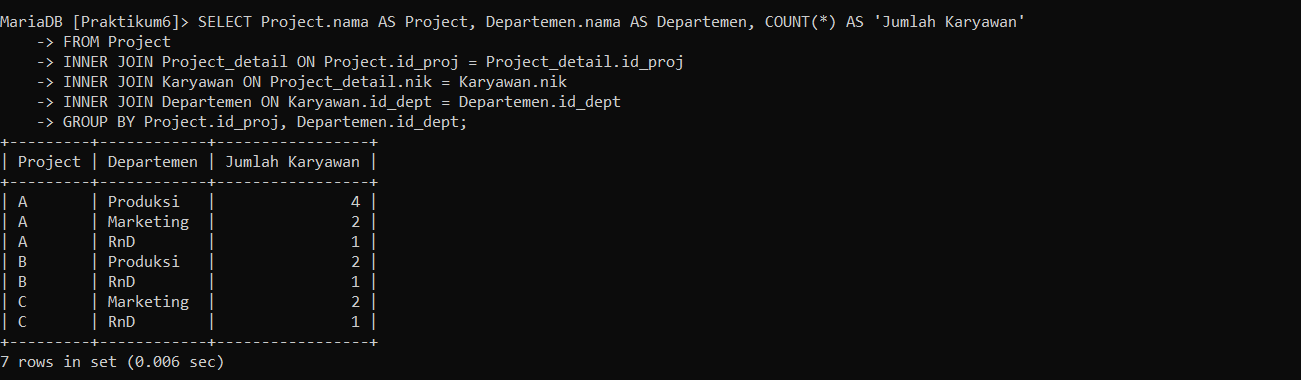 MariaDB [Praktikum6]> SELECT Project.nama AS Project, Departemen.nama AS Departemen, COUNT(*) AS 'Jumlah Karyawan'
    -> FROM Project
    -> INNER JOIN Project_detail ON Project.id_proj = Project_detail.id_proj
    -> INNER JOIN Karyawan ON Project_detail.nik = Karyawan.nik
    -> INNER JOIN Departemen ON Karyawan.id_dept = Departemen.id_dept
    -> GROUP BY Project.id_proj, Departemen.id_dept;
+---------+------------+-----------------+
| Project | Departemen | Jumlah Karyawan |
+---------+------------+-----------------+
| A       | Produksi   |               4 |
| A       | Marketing  |               2 |
| A       | RnD        |               1 |
| B       | Produksi   |               2 |
| B       | RnD        |               1 |
| C       | Marketing  |               2 |
| C       | RnD        |               1 |
+---------+------------+-----------------+
7 rows in set (0.006 sec)